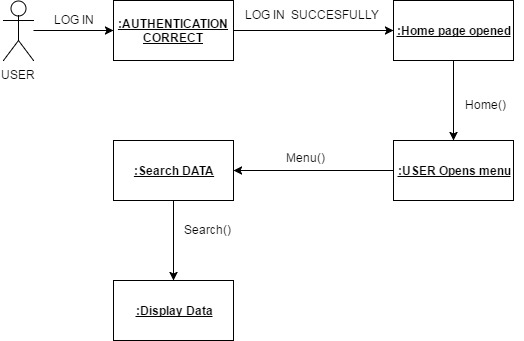 LOG IN
USER
:AUTHENTICATION
CORRECT
LOG IN SUCCESFULLY
:Home page opened
Home()
:USER Opens menu
Menu()
:Search DATA
Search()
:Display Data